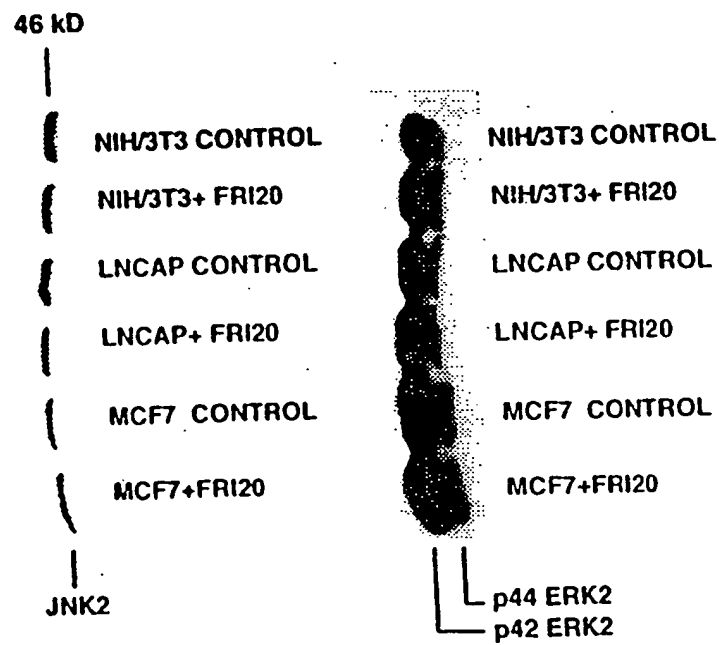 46 kD
NIH/3T3 CONTROL
NIH/3T3+ FRI20
LNCAP CONTROL
LNCAP+ FRI20
MCF7 CONTROL
MCF7+FRI20
JNK2
NIH/3T3 CONTROL
NIH/3T3+ FRI20
LNCAP CONTROL
LNCAP+ FRI20
MCF7 CONTROL
MCF7+FRI20
p44 ERK2
p42 ERK2